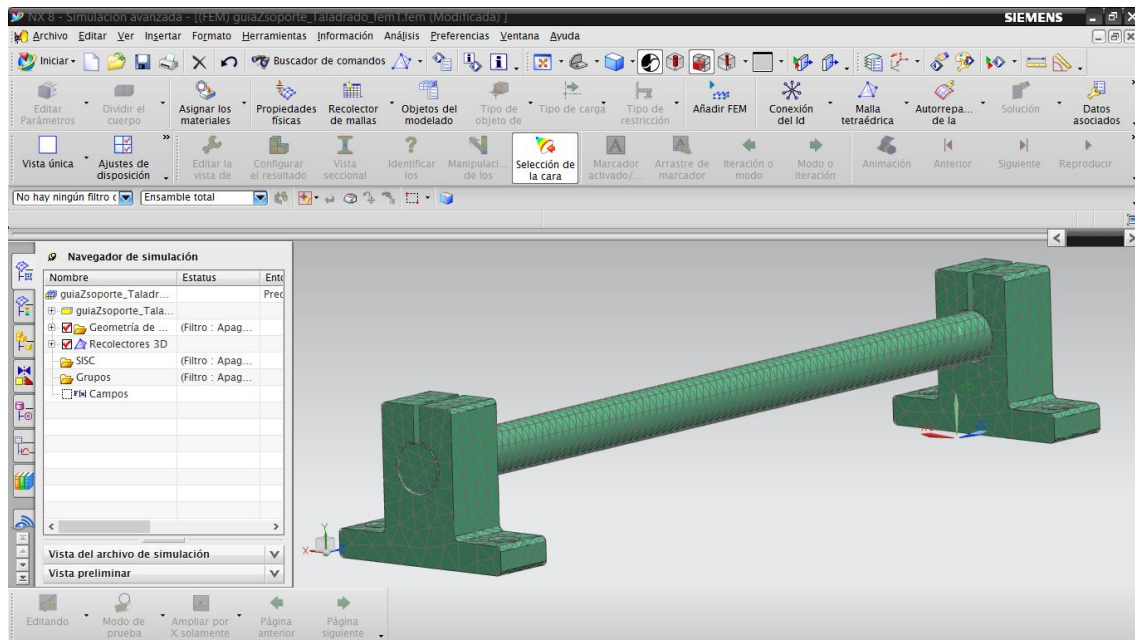 NX 8 - Simulación avanzada - [(FEM) guiaZsoporte_Taladrado_fem1.fem (Modificada) ]
SIEMENS
Archivo Editar Ver Insertar Formato Herramientas Información Análisis Preferencias Ventana Ayuda
Iniciar
Buscador de comandos
Editar Parámetros
Dividir el cuerpo
Asignar los materiales
Propiedades físicas
Recolector de mallas
Objetos del modelado
Tipo de objeto de
Tipo de carga
Tipo de restricción
Añadir FEM
Conexión del Id
Malla tetraédrica
Autorrepa... de la
Solución
Datos asociados
Vista única
Ajustes de disposición
Editar la vista de
Configurar el resultado
Vista seccional
Identificar los
Manipulaci... de los
Selección de la cara
Marcador activado/...
Arrastre de marcador
Iteración o modo
Modo o iteración
Animación
Anterior
Siguiente
Reproducir
No hay ningún filtro c
Ensamble total
Navegador de simulación
Nombre Estatus Ento
guiaZsoporte_Taladr... Prec
guiaZsoporte_Tala...
Geometría de ... (Filtro : Apag...
Recolectores 3D
SISC (Filtro : Apag...
Grupos (Filtro : Apag...
Campos
Vista del archivo de simulación
Vista preliminar
Y
X
Editando
Modo de prueba
Ampliar por X solamente
Página anterior
Página siguiente